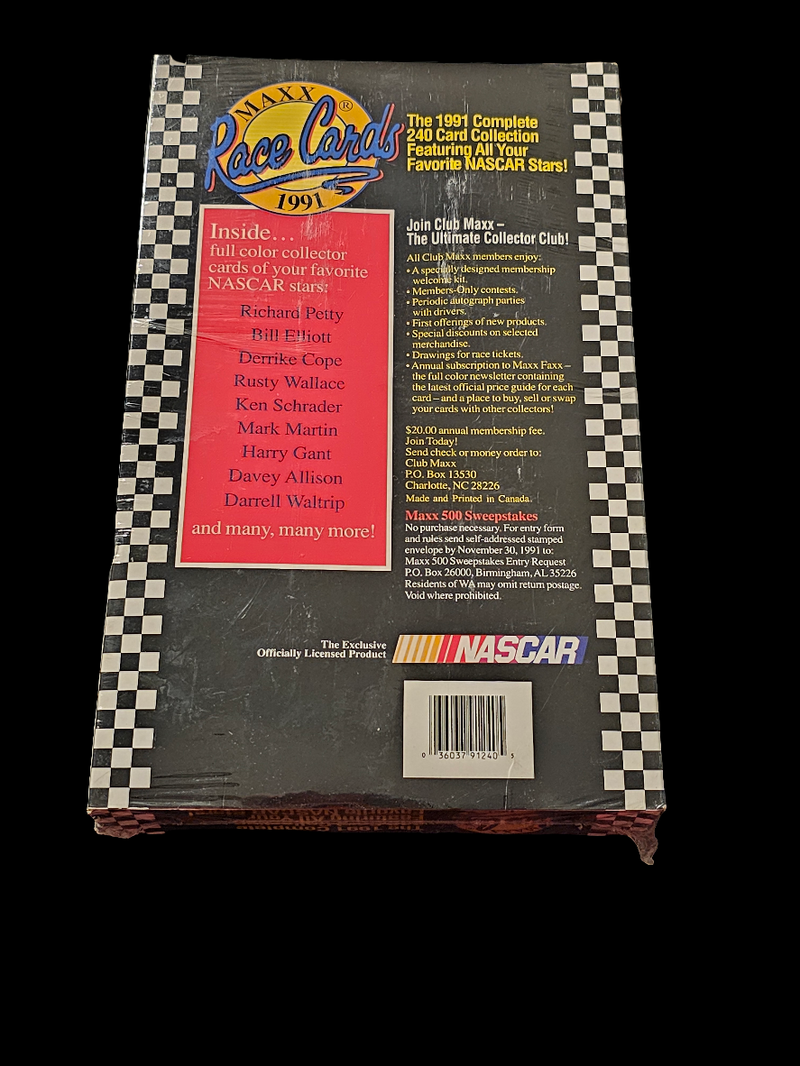 MAXX ®
Race Cards
1991
The 1991 Complete
240 Card Collection
Featuring All Your
Favorite NASCAR Stars!
Inside...
full color collector
cards of your favorite
NASCAR stars:
Richard Petty
Bill Elliott
Derrike Cope
Rusty Wallace
Ken Schrader
Mark Martin
Harry Gant
Davey Allison
Darrell Waltrip
and many, many more!
Join Club Maxx –
The Ultimate Collector Club!
All Club Maxx members enjoy:
• A specially designed membership
welcome kit.
• Members-Only contests.
• Periodic autograph parties
with drivers.
• First offerings of new products.
• Special discounts on selected
merchandise.
• Drawings for race tickets.
• Annual subscription to Maxx Faxx –
the full color newsletter containing
the latest official price guide for each
card – and a place to buy, sell or swap
your cards with other collectors!
$20.00 annual membership fee.
Join Today!
Send check or money order to:
Club Maxx
P.O. Box 13530
Charlotte, NC 28226
Made and Printed in Canada.
Maxx 500 Sweepstakes
No purchase necessary. For entry form
and rules send self-addressed stamped
envelope by November 30, 1991 to:
Maxx 500 Sweepstakes Entry Request
P.O. Box 26000, Birmingham, AL 35226
Residents of WA may omit return postage.
Void where prohibited.
The Exclusive
Officially Licensed Product
NASCAR
0 36037 91240 5